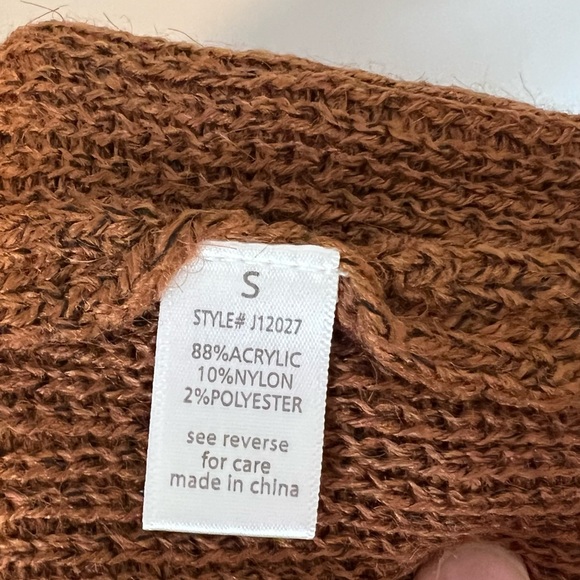 S
STYLE# J12027
88%ACRYLIC
10%NYLON
2%POLYESTER
see reverse
for care
made in china